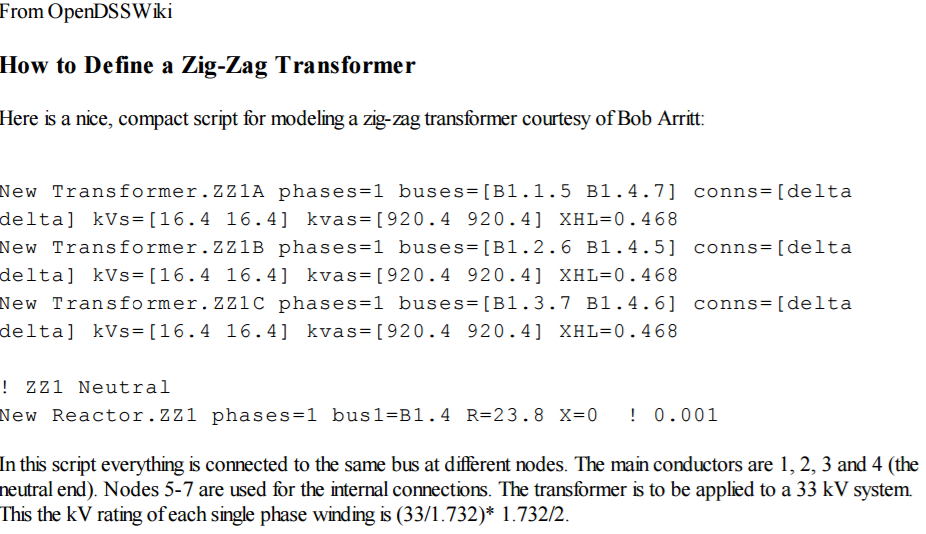 From OpenDSSWiki
How to Define a Zig-Zag Transformer
Here is a nice, compact script for modeling a zig-zag transformer courtesy of Bob Arritt:
New Transformer.ZZ1A phases=1 buses=[B1.1.5 B1.4.7] conns=[delta
delta] kVs=[16.4 16.4] kvas=[920.4 920.4] XHL=0.468
New Transformer.ZZ1B phases=1 buses=[B1.2.6 B1.4.5] conns=[delta
delta] kVs=[16.4 16.4] kvas=[920.4 920.4] XHL=0.468
New Transformer.ZZ1C phases=1 buses=[B1.3.7 B1.4.6] conns=[delta
delta] kVs=[16.4 16.4] kvas=[920.4 920.4] XHL=0.468
! ZZ1 Neutral
New Reactor.ZZ1 phases=1 bus1=B1.4 R=23.8 X=0  ! 0.001
In this script everything is connected to the same bus at different nodes. The main conductors are 1, 2, 3 and 4 (the
neutral end). Nodes 5-7 are used for the internal connections. The transformer is to be applied to a 33 kV system.
This the kV rating of each single phase winding is (33/1.732)* 1.732/2.